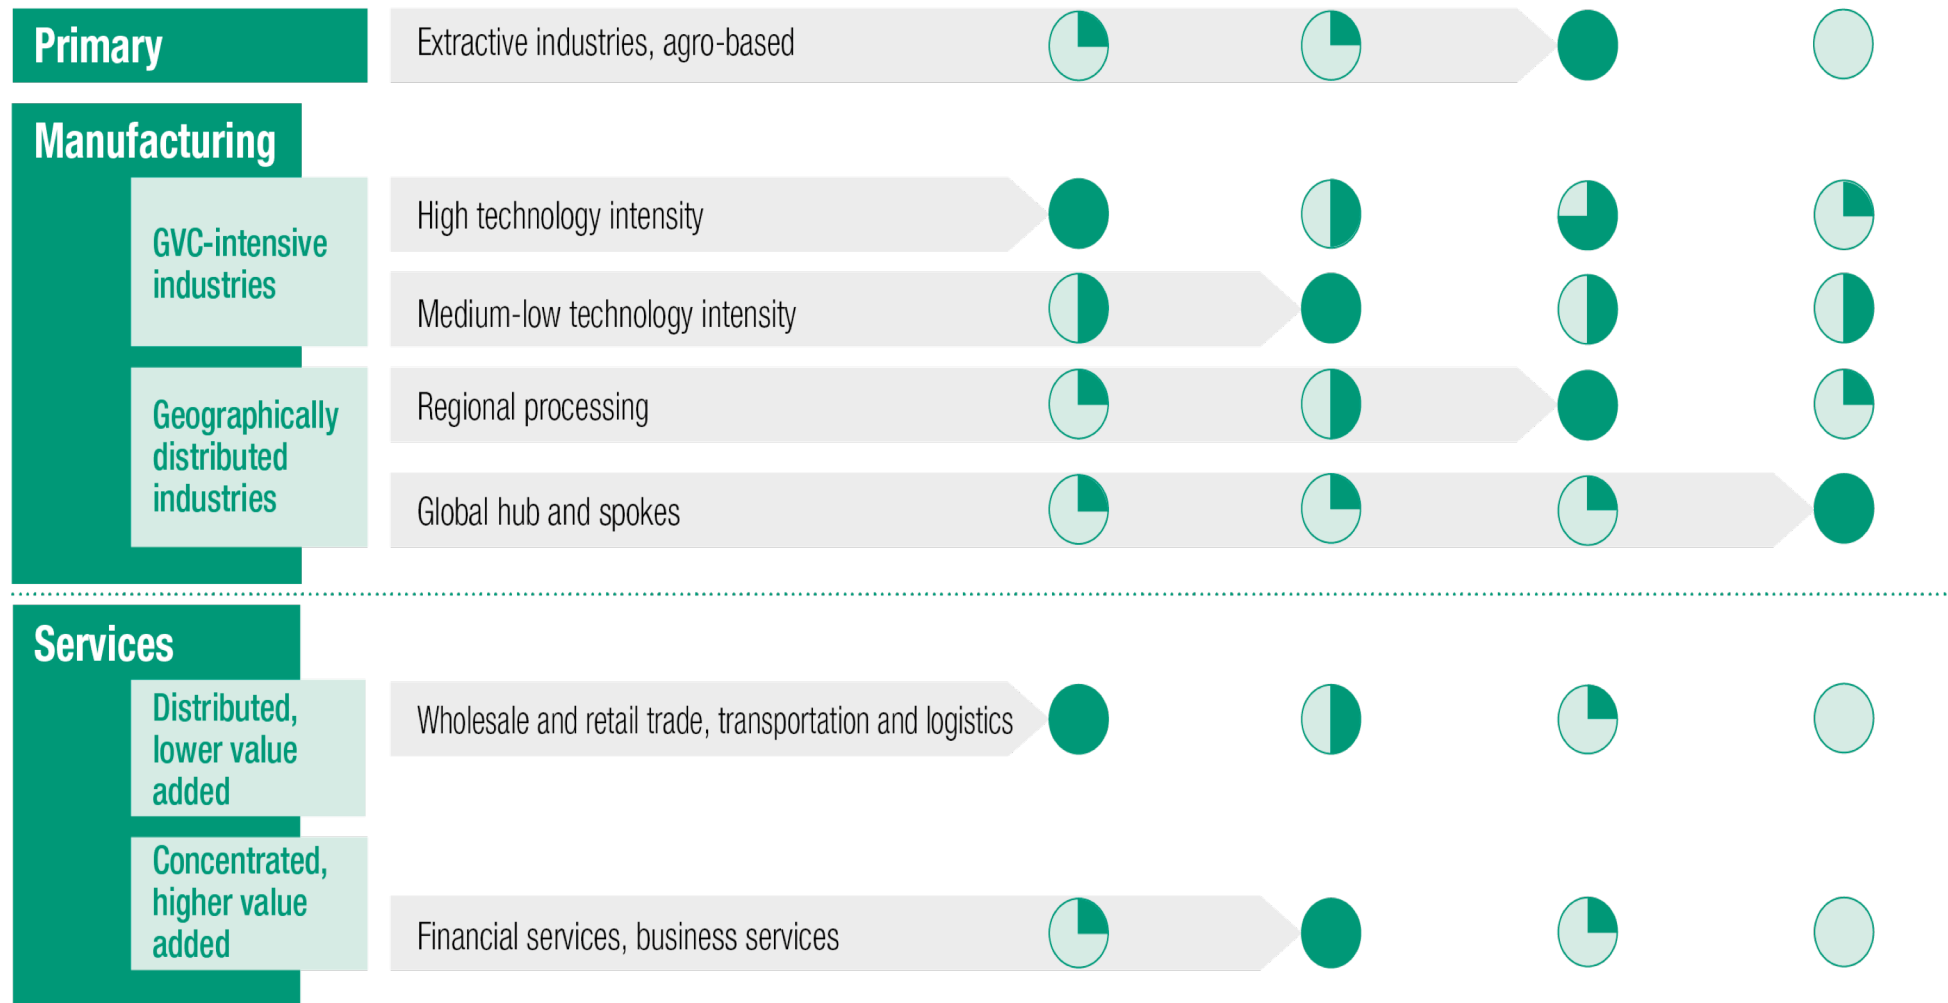 Primary
Extractive industries, agro-based
Manufacturing
GVC-intensive
industries
High technology intensity
Medium-low technology intensity
Geographically
distributed
industries
Regional processing
Global hub and spokes
Services
Distributed,
lower value
added
Wholesale and retail trade, transportation and logistics
Concentrated,
higher value
added
Financial services, business services